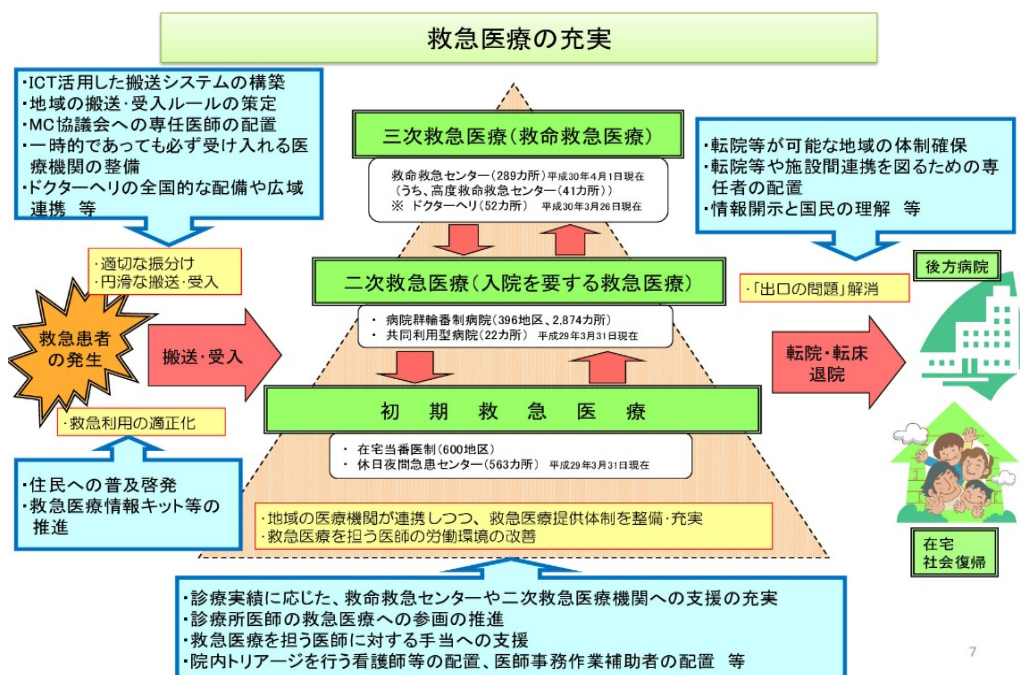 救急医療の充実
・ICT活用した搬送システムの構築
・地域の搬送・受入ルールの策定
・MC協議会への専任医師の配置
・一時的であっても必ず受け入れる医
療機関の整備
・ドクターヘリの全国的な配備や広域
連携 等
・適切な振分け
・円滑な搬送・受入
救急患者
の発生
搬送・受入
・救急利用の適正化
・住民への普及啓発
・救急医療情報キット等の
推進
三次救急医療(救命救急医療)
救命救急センター(289カ所)平成30年4月1日現在
(うち、高度救命救急センター(41カ所))
※ ドクターヘリ(52カ所) 平成30年3月26日現在
二次救急医療(入院を要する救急医療)
・ 病院群輪番制病院(396地区、2,874カ所)
・ 共同利用型病院(22カ所) 平成29年3月31日現在
初期救急医療
・ 在宅当番医制(600地区)
・ 休日夜間急患センター(563カ所) 平成29年3月31日現在
・地域の医療機関が連携しつつ、救急医療提供体制を整備・充実
・救急医療を担う医師の労働環境の改善
・診療実績に応じた、救命救急センターや二次救急医療機関への支援の充実
・診療所医師の救急医療への参画の推進
・救急医療を担う医師に対する手当への支援
・院内トリアージを行う看護師等の配置、医師事務作業補助者の配置 等
・転院等が可能な地域の体制確保
・転院等や施設間連携を図るための専
任者の配置
・情報開示と国民の理解 等
・「出口の問題」解消
転院・転床
退院
後方病院
在宅
社会復帰
7